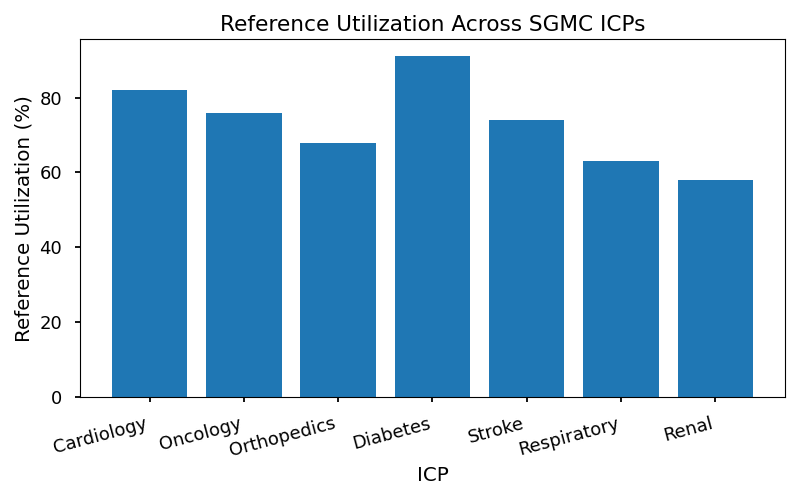 Reference Utilization Across SGMC ICPs
Reference Utilization (%)
80
60
40
20
0
Cardiology
Oncology
Orthopedics
Diabetes
Stroke
Respiratory
Renal
ICP